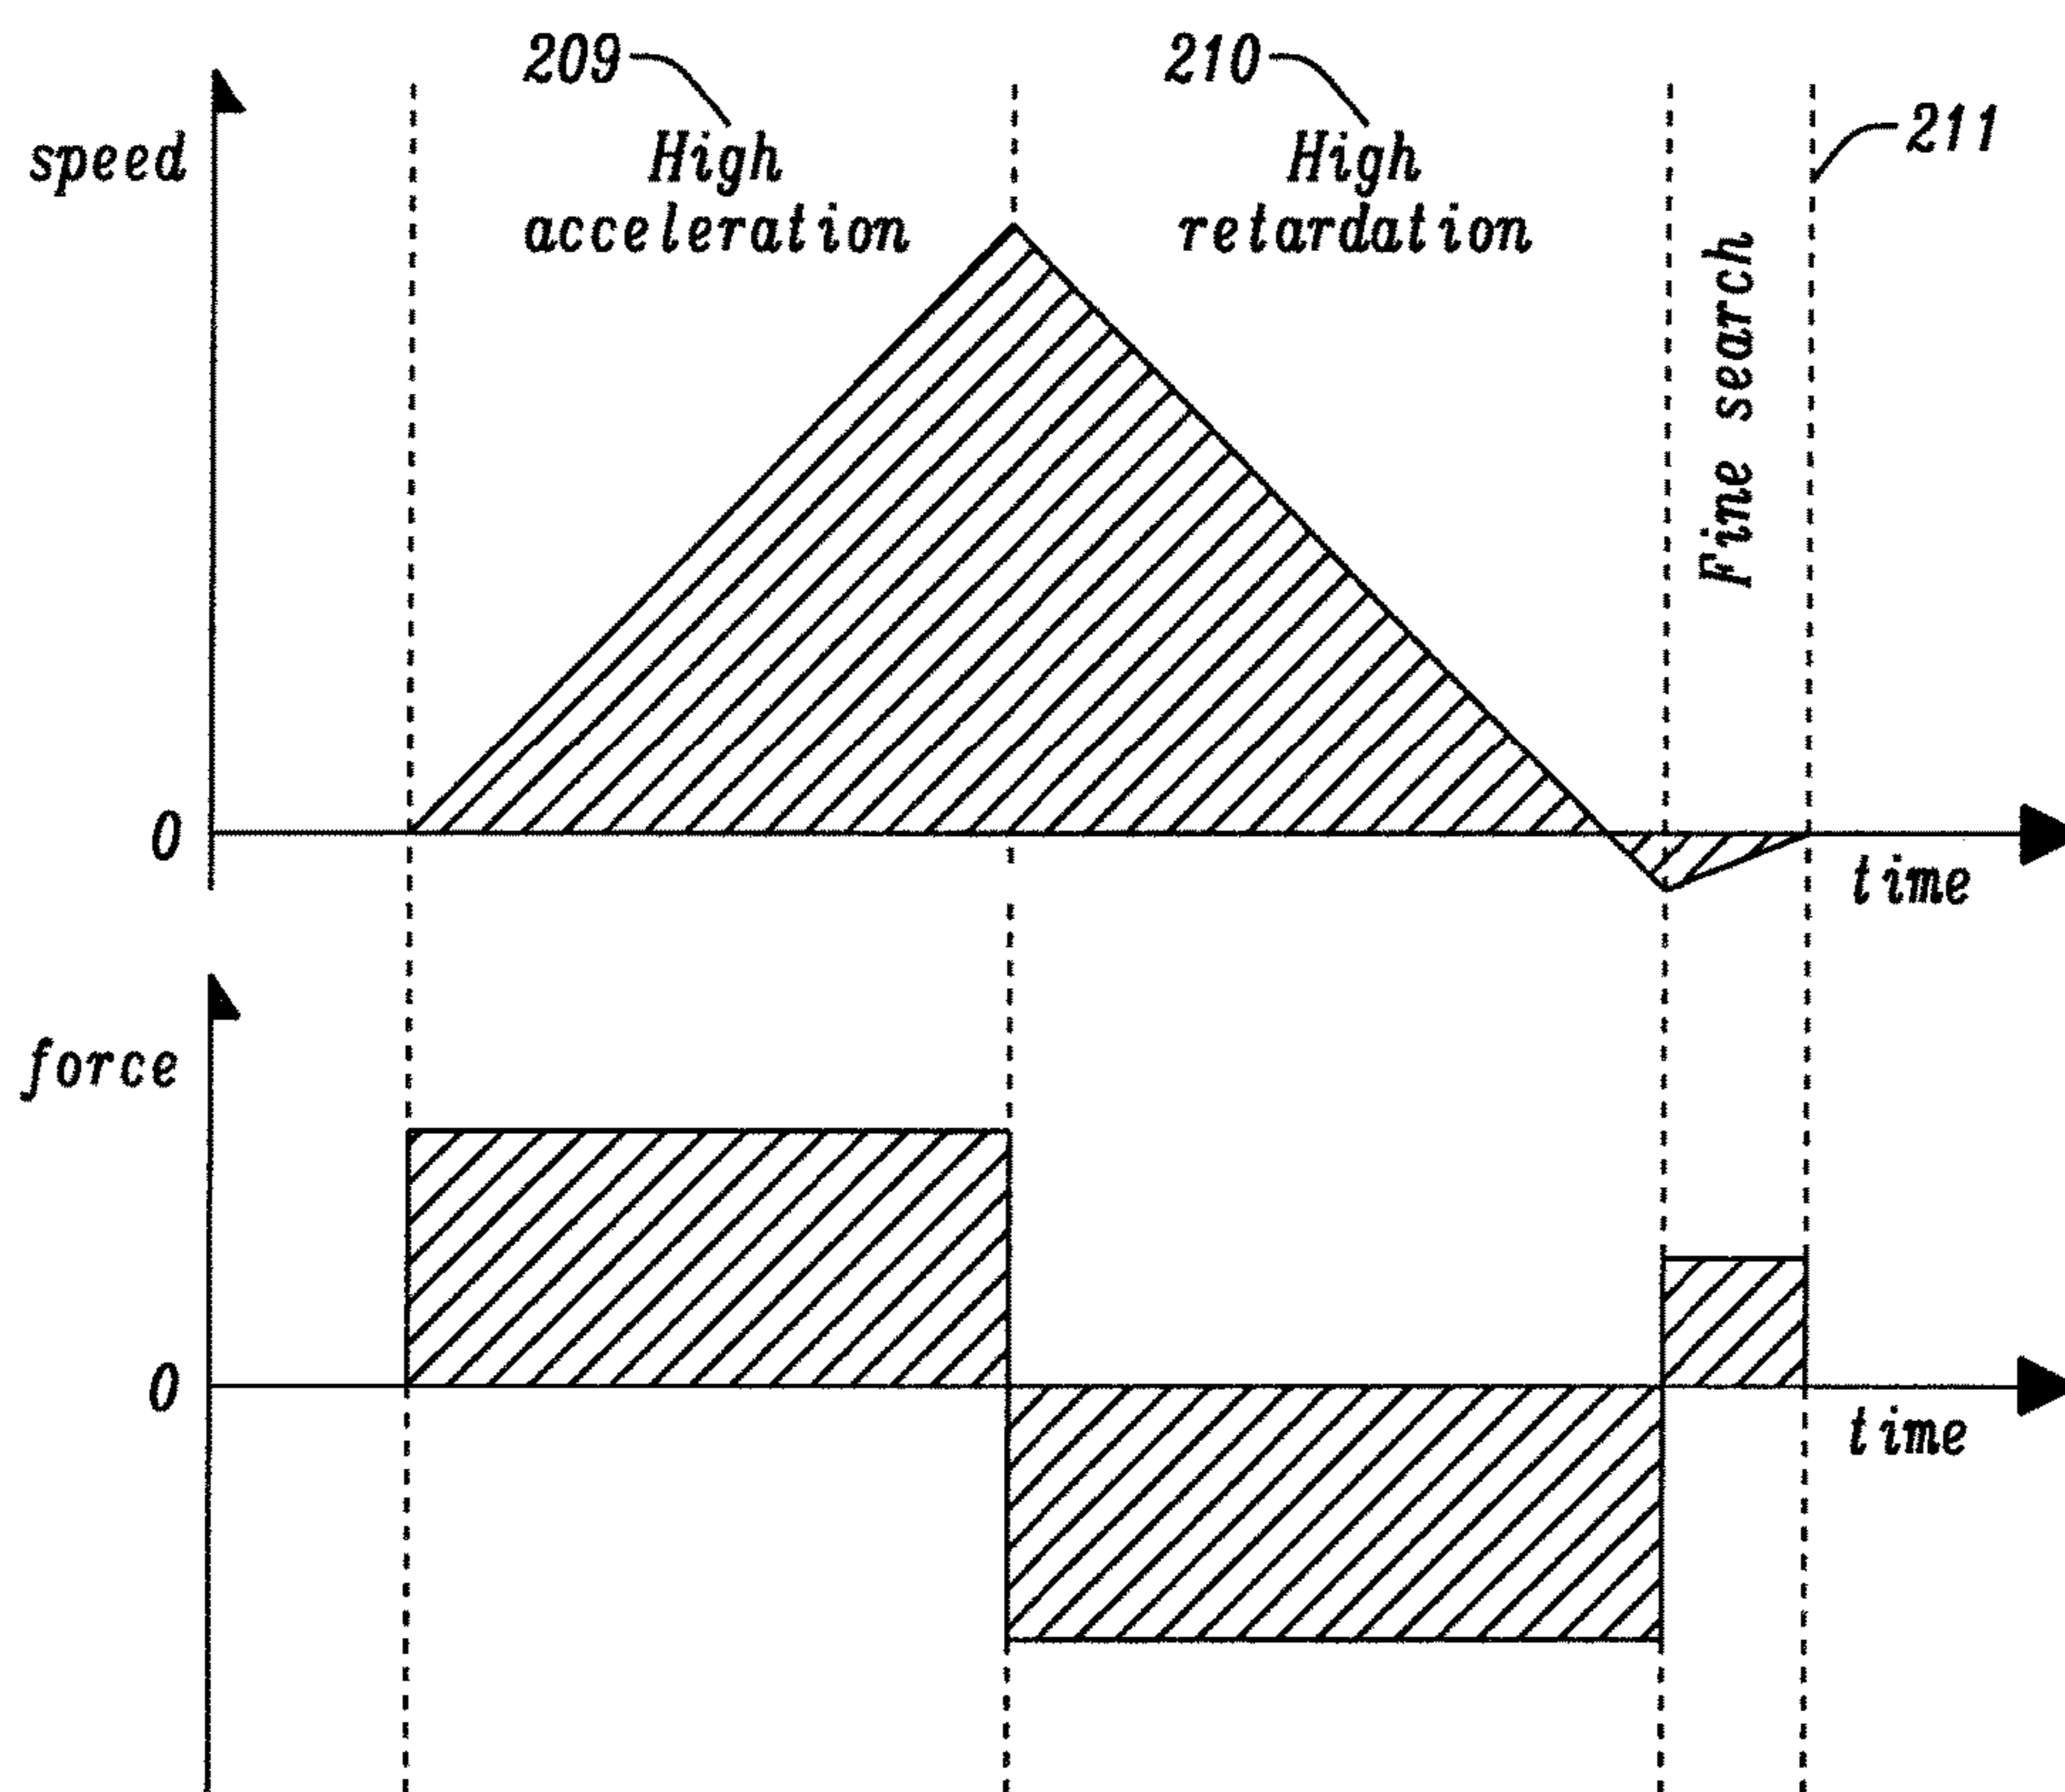 209
210
211
speed
High
acceleration
High
retardation
Fine search
0
time
force
0
time